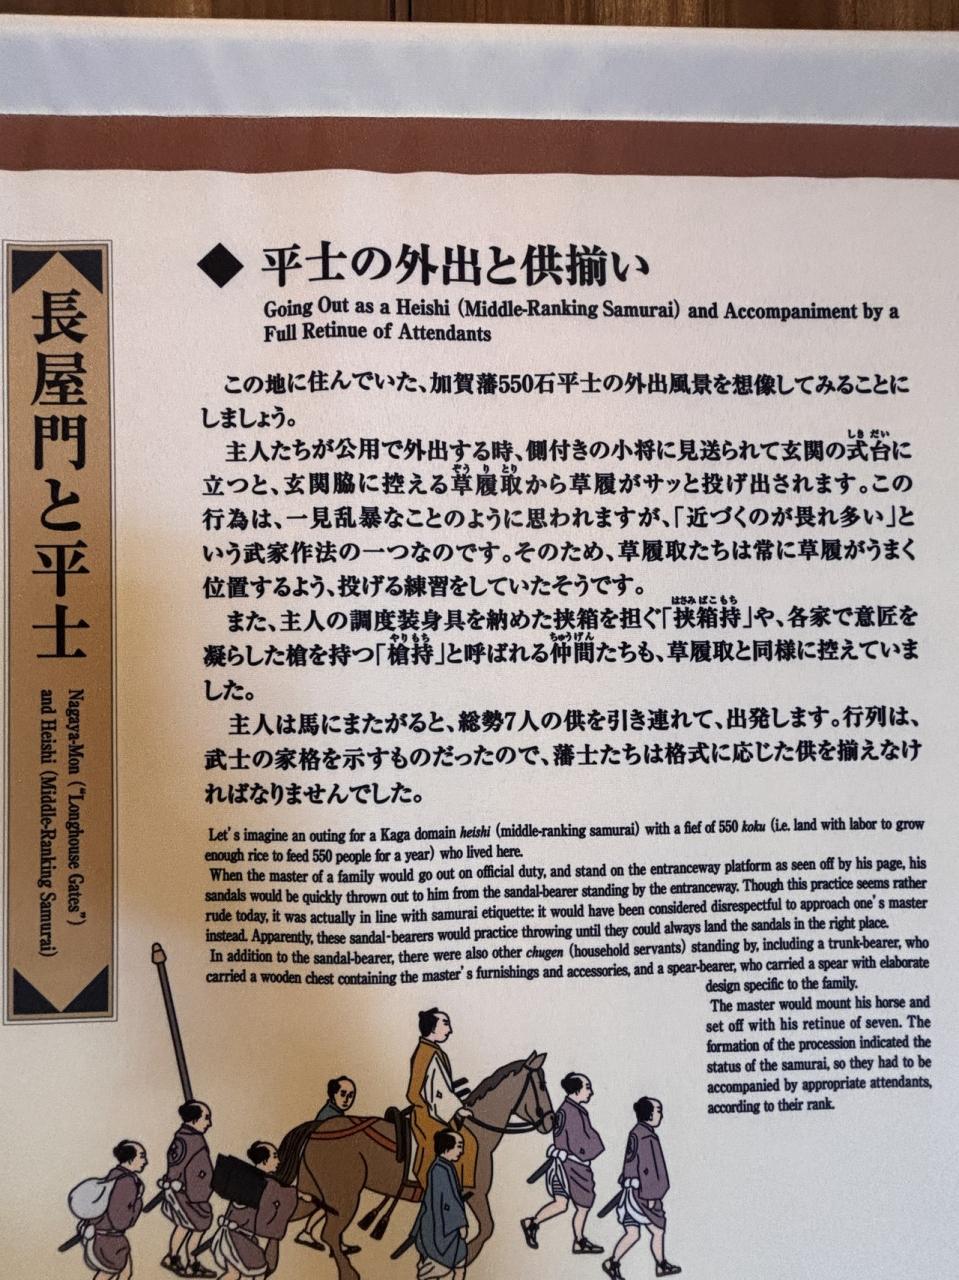 長屋門と平士
Nagaya-Mon (“Longhouse Gates”)
and Heishi (Middle-Ranking Samurai)
◆ 平士の外出と供揃い
Going Out as a Heishi (Middle-Ranking Samurai) and Accompaniment by a
Full Retinue of Attendants
この地に住んでいた、加賀藩550石平士の外出風景を想像してみることに
しましょう。
しき だい
主人たちが公用で外出する時、側付きの小将に見送られて玄関の式台に
ぞう り とり
立つと、玄関脇に控える草履取から草履がサッと投げ出されます。この
行為は、一見乱暴なことのように思われますが、「近づくのが畏れ多い」と
いう武家作法の一つなのです。そのため、草履取たちは常に草履がうまく
位置するよう、投げる練習をしていたそうです。
はさみ ばこ もち
また、主人の調度装身具を納めた挟箱を担ぐ「挟箱持」や、各家で意匠を
やり もち ちゅう げん
凝らした槍を持つ「槍持」と呼ばれる仲間たちも、草履取と同様に控えていま
した。
主人は馬にまたがると、総勢7人の供を引き連れて、出発します。行列は、
武士の家格を示すものだったので、藩士たちは格式に応じた供を揃えなけ
ればなりませんでした。
Let’s imagine an outing for a Kaga domain heishi (middle-ranking samurai) with a fief of 550 koku (i.e. land with labor to grow
enough rice to feed 550 people for a year) who lived here.
When the master of a family would go out on official duty, and stand on the entranceway platform as seen off by his page, his
sandals would be quickly thrown out to him from the sandal-bearer standing by the entranceway. Though this practice seems rather
rude today, it was actually in line with samurai etiquette: it would have been considered disrespectful to approach one’s master
instead. Apparently, these sandal-bearers would practice throwing until they could always land the sandals in the right place.
In addition to the sandal-bearer, there were also other chugen (household servants) standing by, including a trunk-bearer, who
carried a wooden chest containing the master’s furnishings and accessories, and a spear-bearer, who carried a spear with elaborate
design specific to the family.
The master would mount his horse and
set off with his retinue of seven. The
formation of the procession indicated the
status of the samurai, so they had to be
accompanied by appropriate attendants,
according to their rank.